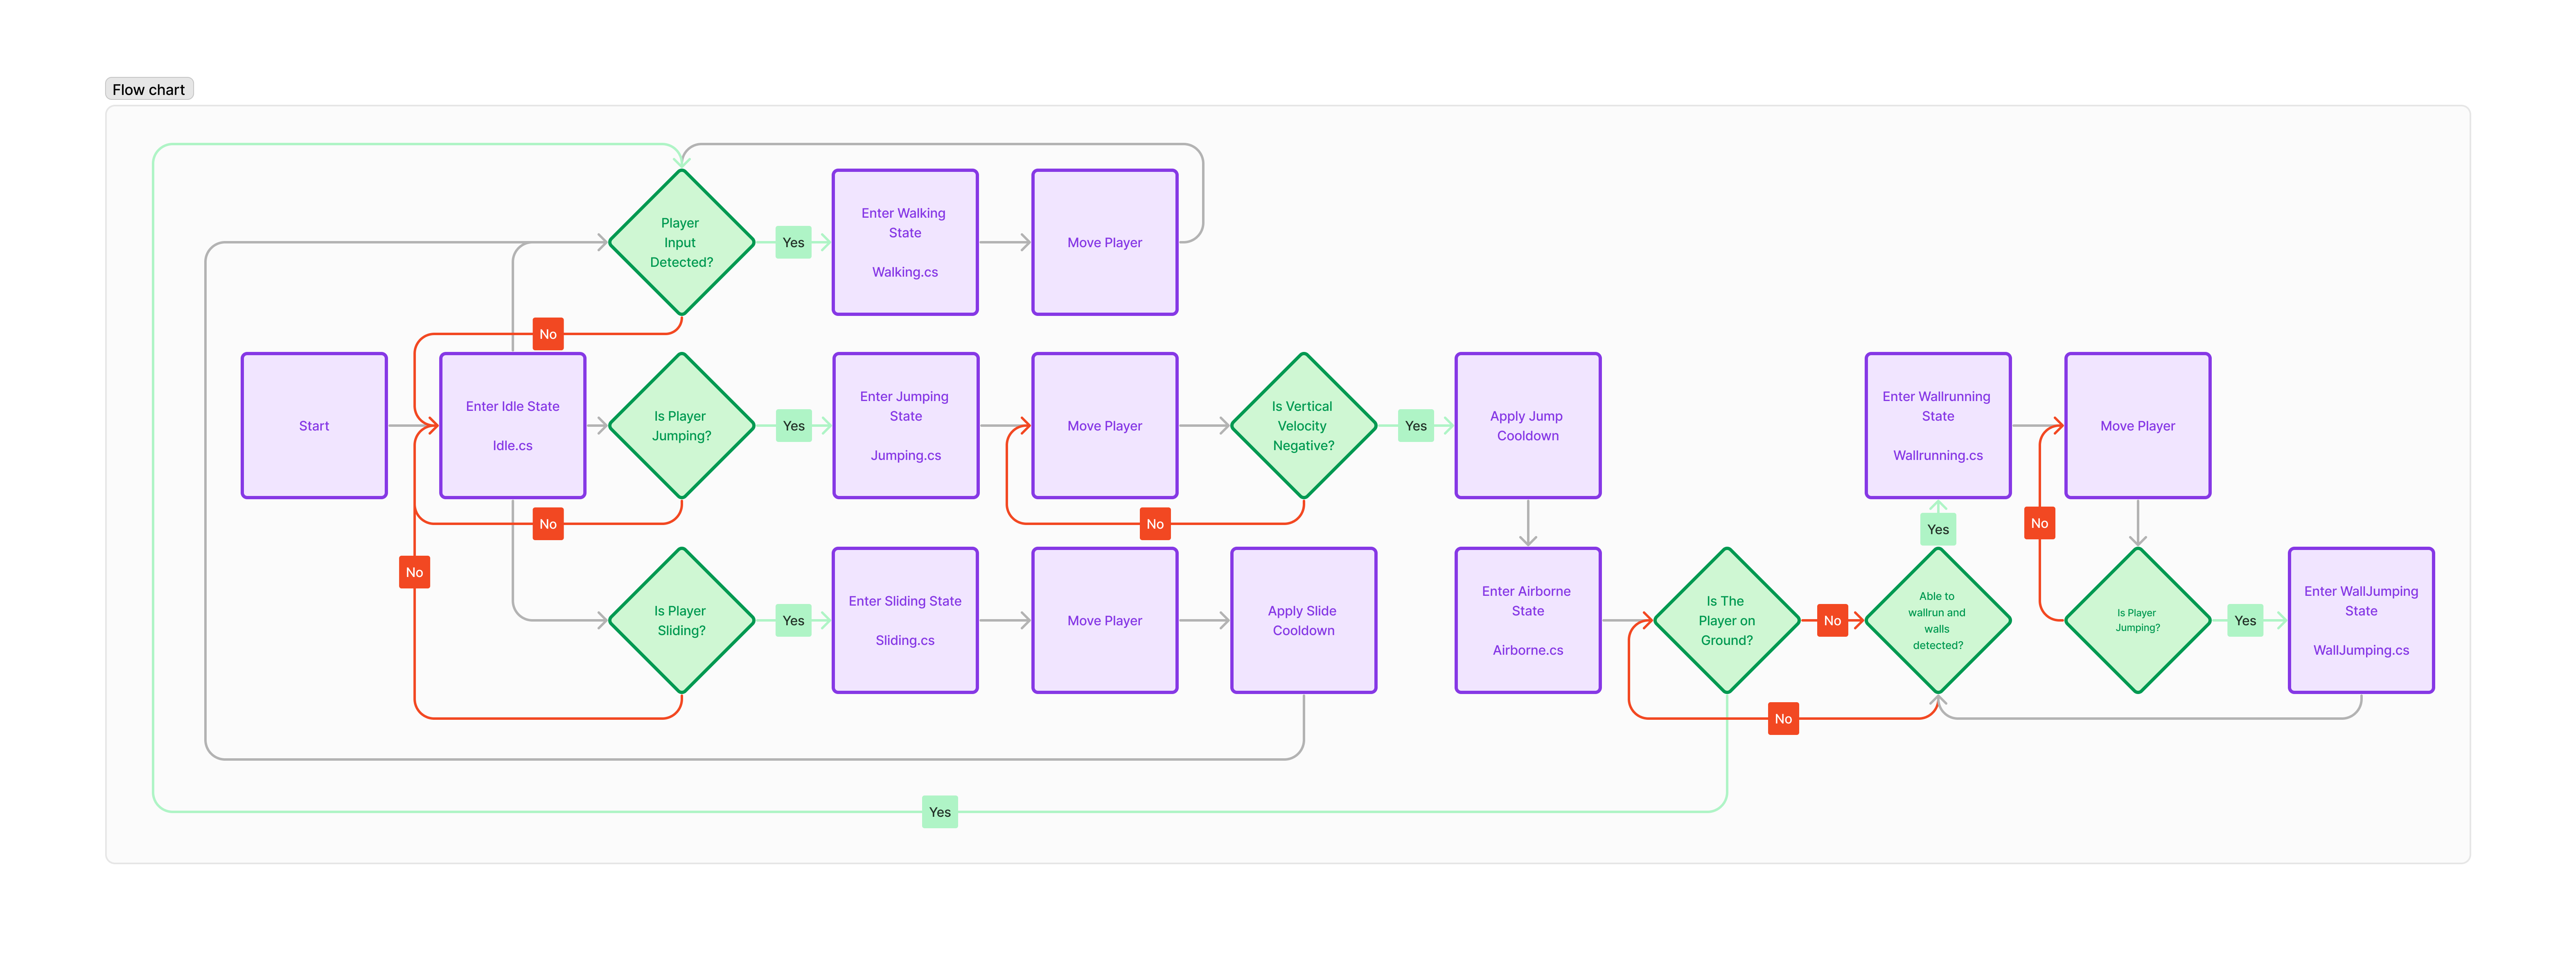 Flow chart
Player
Input
Detected?
Yes
Enter Walking
State
Walking.cs
Move Player
No
Start
Enter Idle State
Idle.cs
Is Player
Jumping?
Yes
Enter Jumping
State
Jumping.cs
Move Player
Is Vertical
Velocity
Negative?
Yes
Apply Jump
Cooldown
Enter Wallrunning
State
Wallrunning.cs
Move Player
No
No
Yes
No
No
Is Player
Sliding?
Yes
Enter Sliding State
Sliding.cs
Move Player
Apply Slide
Cooldown
Enter Airborne
State
Airborne.cs
Is The
Player on
Ground?
No
Able to
wallrun and
walls
detected?
Is Player
Jumping?
Yes
Enter WallJumping
State
WallJumping.cs
No
Yes